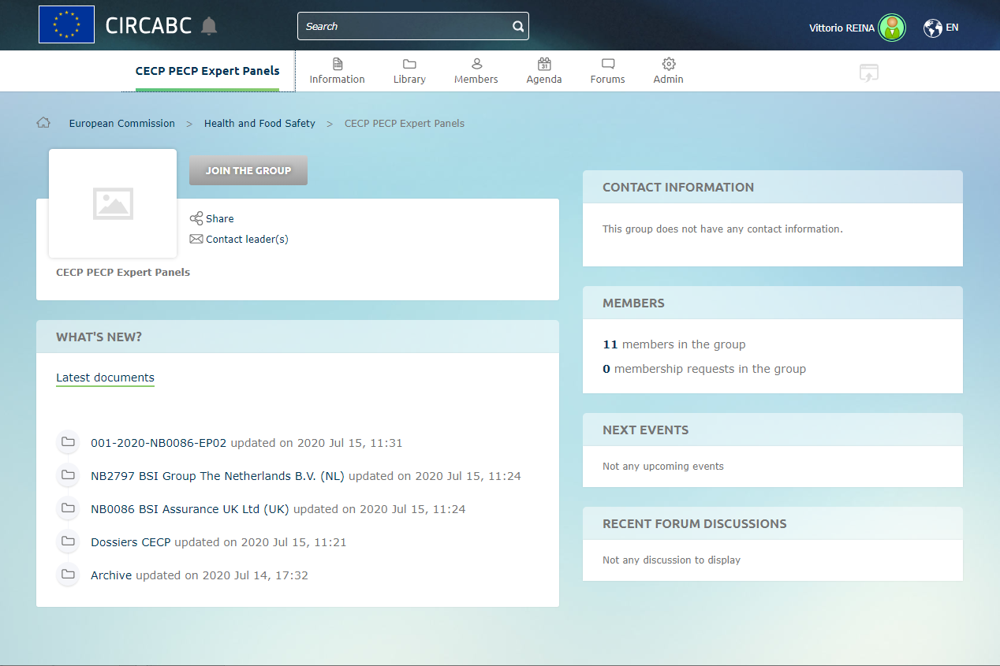 CIRCABC
Search
Vittorio REINA
EN
CECP PECP Expert Panels
Information
Library
Members
31
Agenda
Forums
Admin
European Commission > Health and Food Safety > CECP PECP Expert Panels
JOIN THE GROUP
Share
Contact leader(s)
CECP PECP Expert Panels
WHAT'S NEW?
Latest documents
001-2020-NB0086-EP02 updated on 2020 Jul 15, 11:31
NB2797 BSI Group The Netherlands B.V. (NL) updated on 2020 Jul 15, 11:24
NB0086 BSI Assurance UK Ltd (UK) updated on 2020 Jul 15, 11:24
Dossiers CECP updated on 2020 Jul 15, 11:21
Archive updated on 2020 Jul 14, 17:32
CONTACT INFORMATION
This group does not have any contact information.
MEMBERS
11 members in the group
0 membership requests in the group
NEXT EVENTS
Not any upcoming events
RECENT FORUM DISCUSSIONS
Not any discussion to display